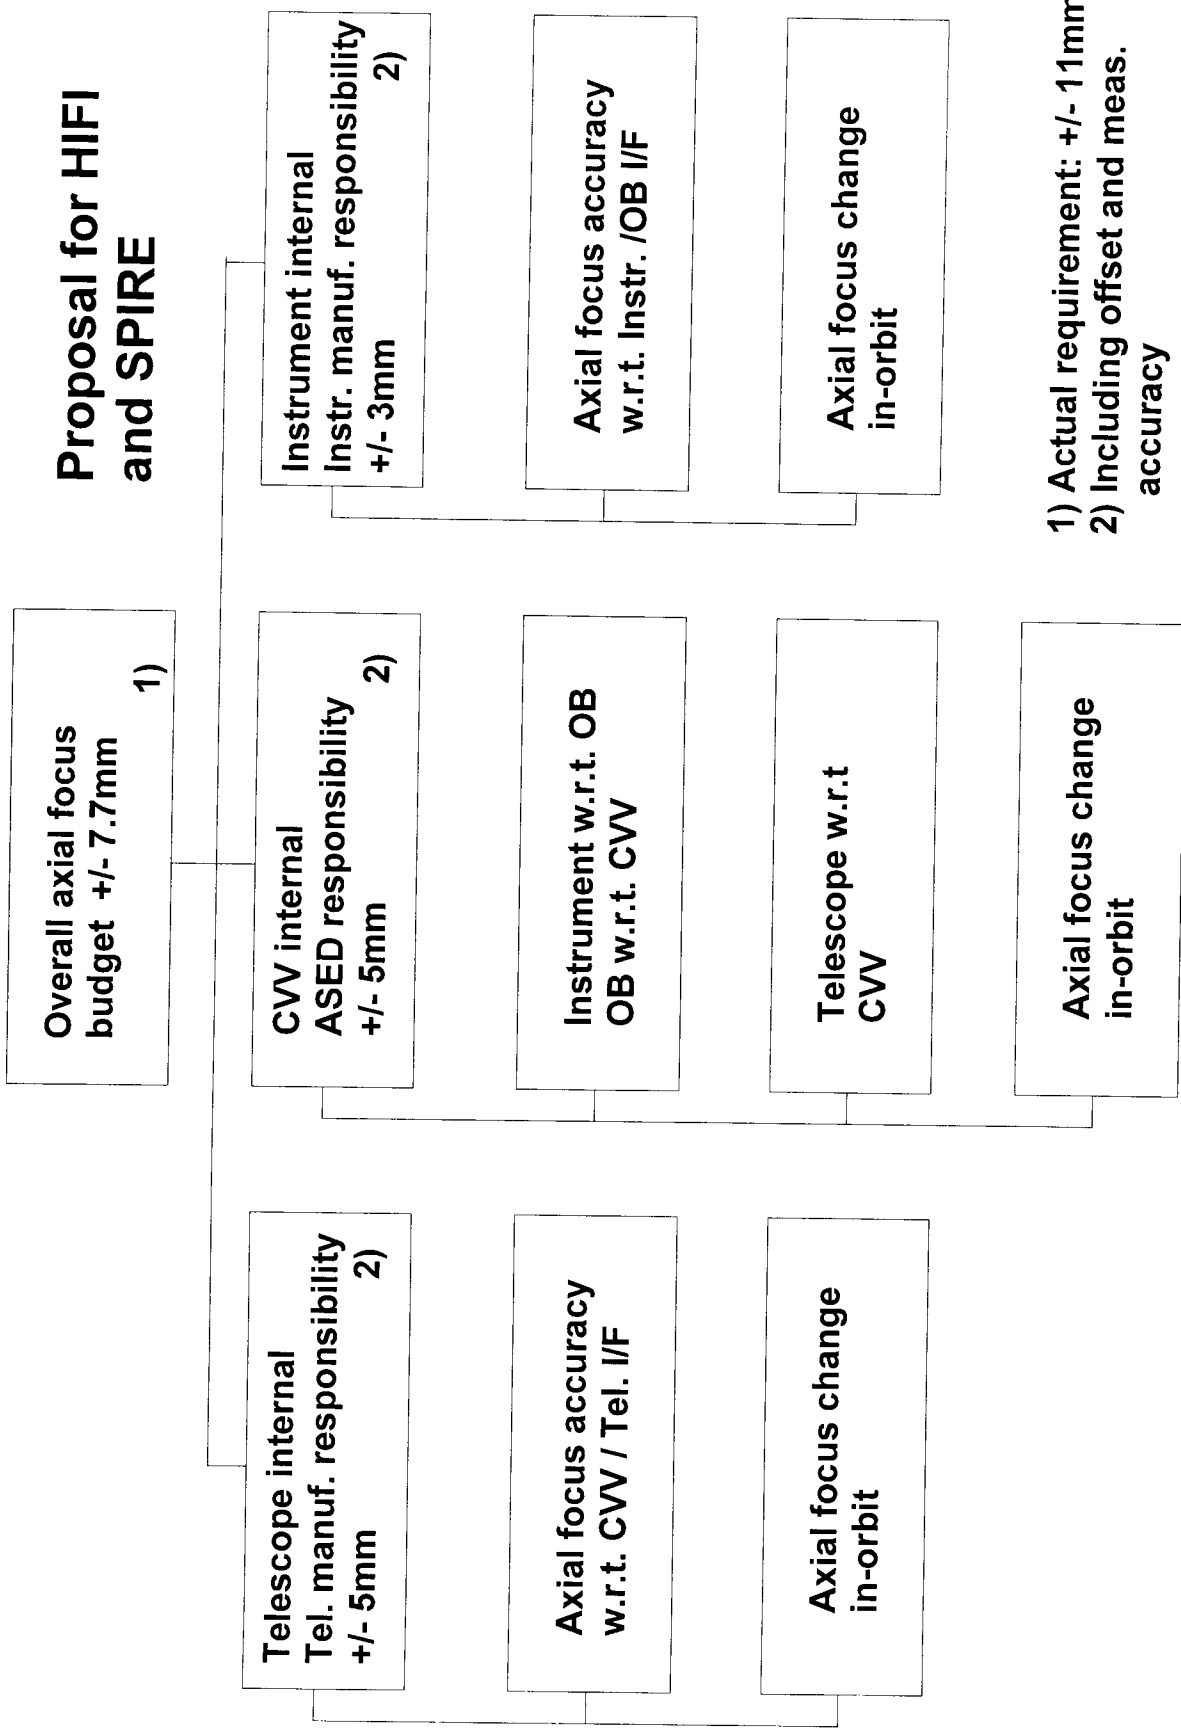 Proposal for HIFI
and SPIRE
Overall axial focus
budget +/- 7.7mm
1)
Telescope internal
Tel. manuf. responsibility
+/- 5mm
2)
Axial focus accuracy
w.r.t. CVV / Tel. I/F
Axial focus change
in-orbit
CVV internal
ASED responsibility
+/- 5mm
2)
Instrument w.r.t. OB
OB w.r.t. CVV
Telescope w.r.t
CVV
Axial focus change
in-orbit
Instrument internal
Instr. manuf. responsibility
+/- 3mm
2)
Axial focus accuracy
w.r.t. Instr. /OB I/F
Axial focus change
in-orbit
1) Actual requirement: +/- 11mm
2) Including offset and meas.
accuracy